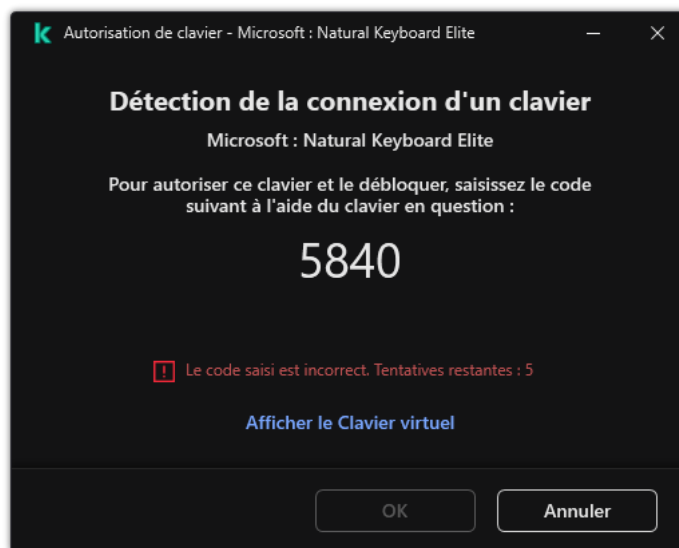 Autorisation de clavier - Microsoft : Natural Keyboard Elite
Détection de la connexion d'un clavier
Microsoft : Natural Keyboard Elite
Pour autoriser ce clavier et le débloquer, saisissez le code
suivant à l'aide du clavier en question :
5840
Le code saisi est incorrect. Tentatives restantes : 5
Afficher le Clavier virtuel
OK
Annuler